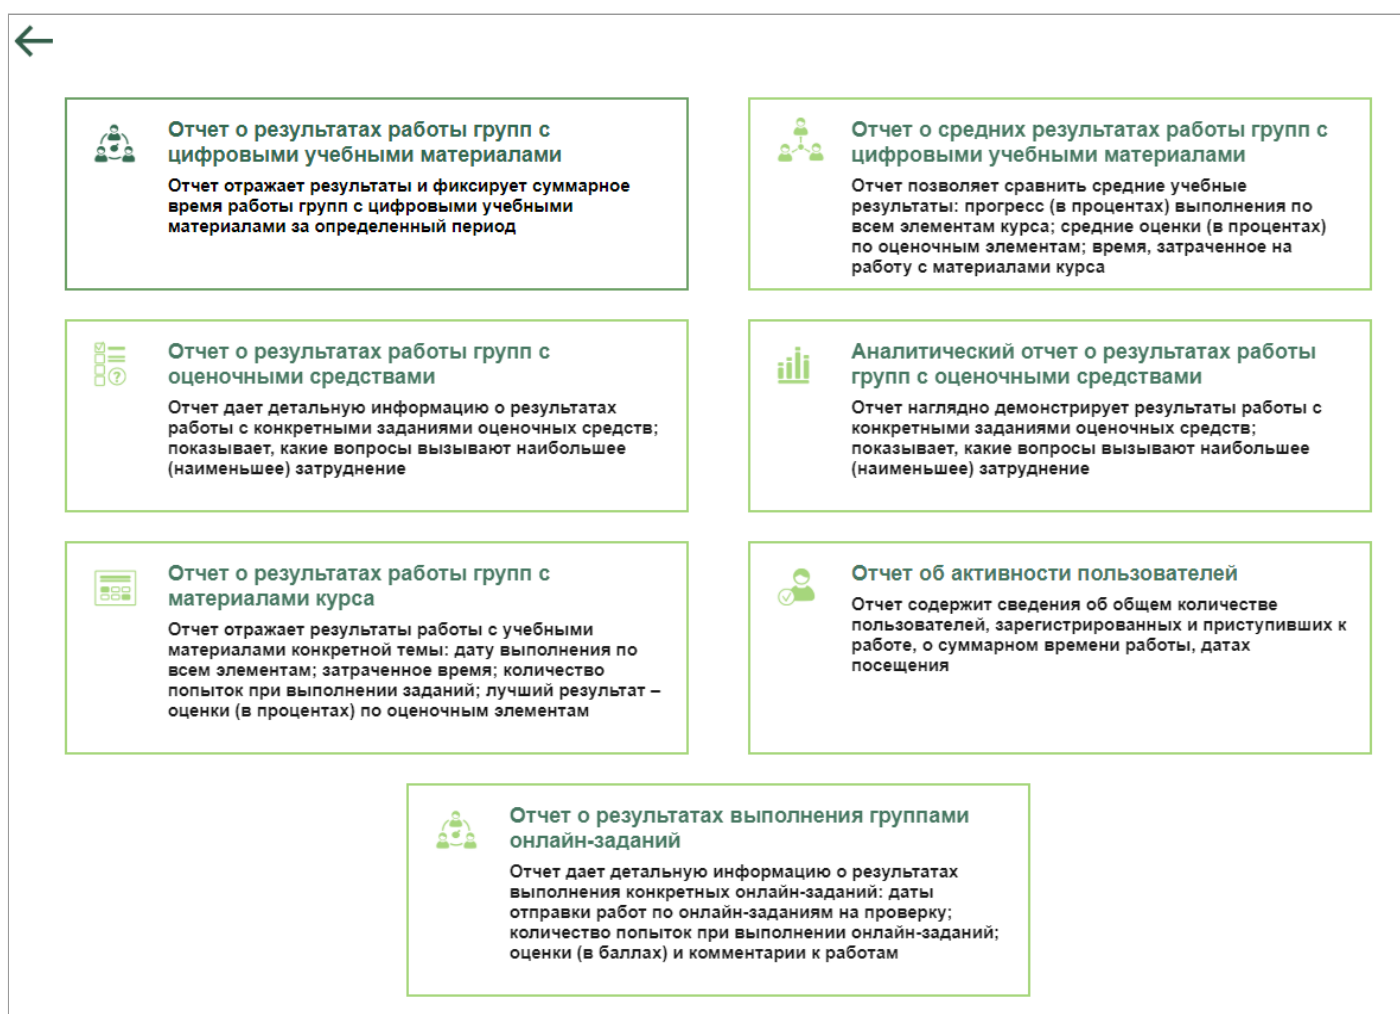 Отчет о результатах работы групп с
цифровыми учебными материалами
Отчет отражает результаты и фиксирует суммарное
время работы групп с цифровыми учебными
материалами за определенный период
Отчет о средних результатах работы групп с
цифровыми учебными материалами
Отчет позволяет сравнить средние учебные
результаты: прогресс (в процентах) выполнения по
всем элементам курса; средние оценки (в процентах)
по оценочным элементам; время, затраченное на
работу с материалами курса
Отчет о результатах работы групп с
оценочными средствами
Отчет дает детальную информацию о результатах
работы с конкретными заданиями оценочных средств;
показывает, какие вопросы вызывают наибольшее
(наименьшее) затруднение
Аналитический отчет о результатах работы
групп с оценочными средствами
Отчет наглядно демонстрирует результаты работы с
конкретными заданиями оценочных средств;
показывает, какие вопросы вызывают наибольшее
(наименьшее) затруднение
Отчет о результатах работы групп с
материалами курса
Отчет отражает результаты работы с учебными
материалами конкретной темы: дату выполнения по
всем элементам; затраченное время; количество
попыток при выполнении заданий; лучший результат –
оценки (в процентах) по оценочным элементам
Отчет об активности пользователей
Отчет содержит сведения об общем количестве
пользователей, зарегистрированных и приступивших к
работе, о суммарном времени работы, датах
посещения
Отчет о результатах выполнения группами
онлайн-заданий
Отчет дает детальную информацию о результатах
выполнения конкретных онлайн-заданий: даты
отправки работ по онлайн-заданиям на проверку;
количество попыток при выполнении онлайн-заданий;
оценки (в баллах) и комментарии к работам